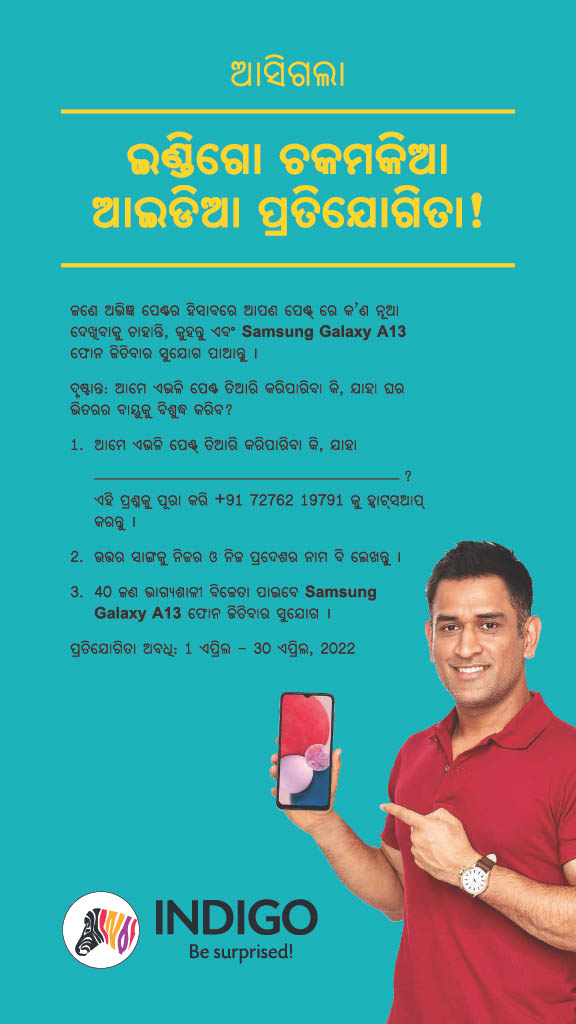 ଆସିଗଲା
ଇଣ୍ଡିଗୋ ଚକମକିଆ
ଆଇଡିଆ ପ୍ରତିଯୋଗିତା!
ଜଣେ ଅଭିଜ୍ଞ ପେଣ୍ଟର ହିସାବରେ ଆପଣ ପେଣ୍ଟ୍ ରେ କ'ଣ ନୂଆ
ଦେଖିବାକୁ ଚାହାନ୍ତି, କୁହନ୍ତୁ ଏବଂ Samsung Galaxy A13
ଫୋନ ଜିତିବାର ସୁଯୋଗ ପାଆନ୍ତୁ ।
ଦୃଷ୍ଟାନ୍ତ: ଆମେ ଏଭଳି ପେଣ୍ଟ ତିଆରି କରିପାରିବା କି, ଯାହା ଘର
ଭିତରର ବାୟୁକୁ ବିଶୁଦ୍ଧ କରିବ?
1. ଆମେ ଏଭଳି ପେଣ୍ଟ୍ ତିଆରି କରିପାରିବା କି, ଯାହା
?
ଏହି ପ୍ରଶ୍ନକୁ ପୂରା କରି +91 72762 19791 କୁ ହ୍ୱାଟ୍‌ସଆପ୍
କରନ୍ତୁ ।
2. ଉତ୍ତର ସାଙ୍ଗକୁ ନିଜର ଓ ନିଜ ପ୍ରଦେଶର ନାମ ବି ଲେଖନ୍ତୁ ।
3. 40 ଜଣ ଭାଗ୍ୟଶାଳୀ ବିଜେତା ପାଇବେ Samsung
Galaxy A13 ଫୋନ ଜିତିବାର ସୁଯୋଗ ।
ପ୍ରତିଯୋଗିତା ଅବଧି: 1 ଏପ୍ରିଲ – 30 ଏପ୍ରିଲ, 2022
INDIGO
Be surprised!